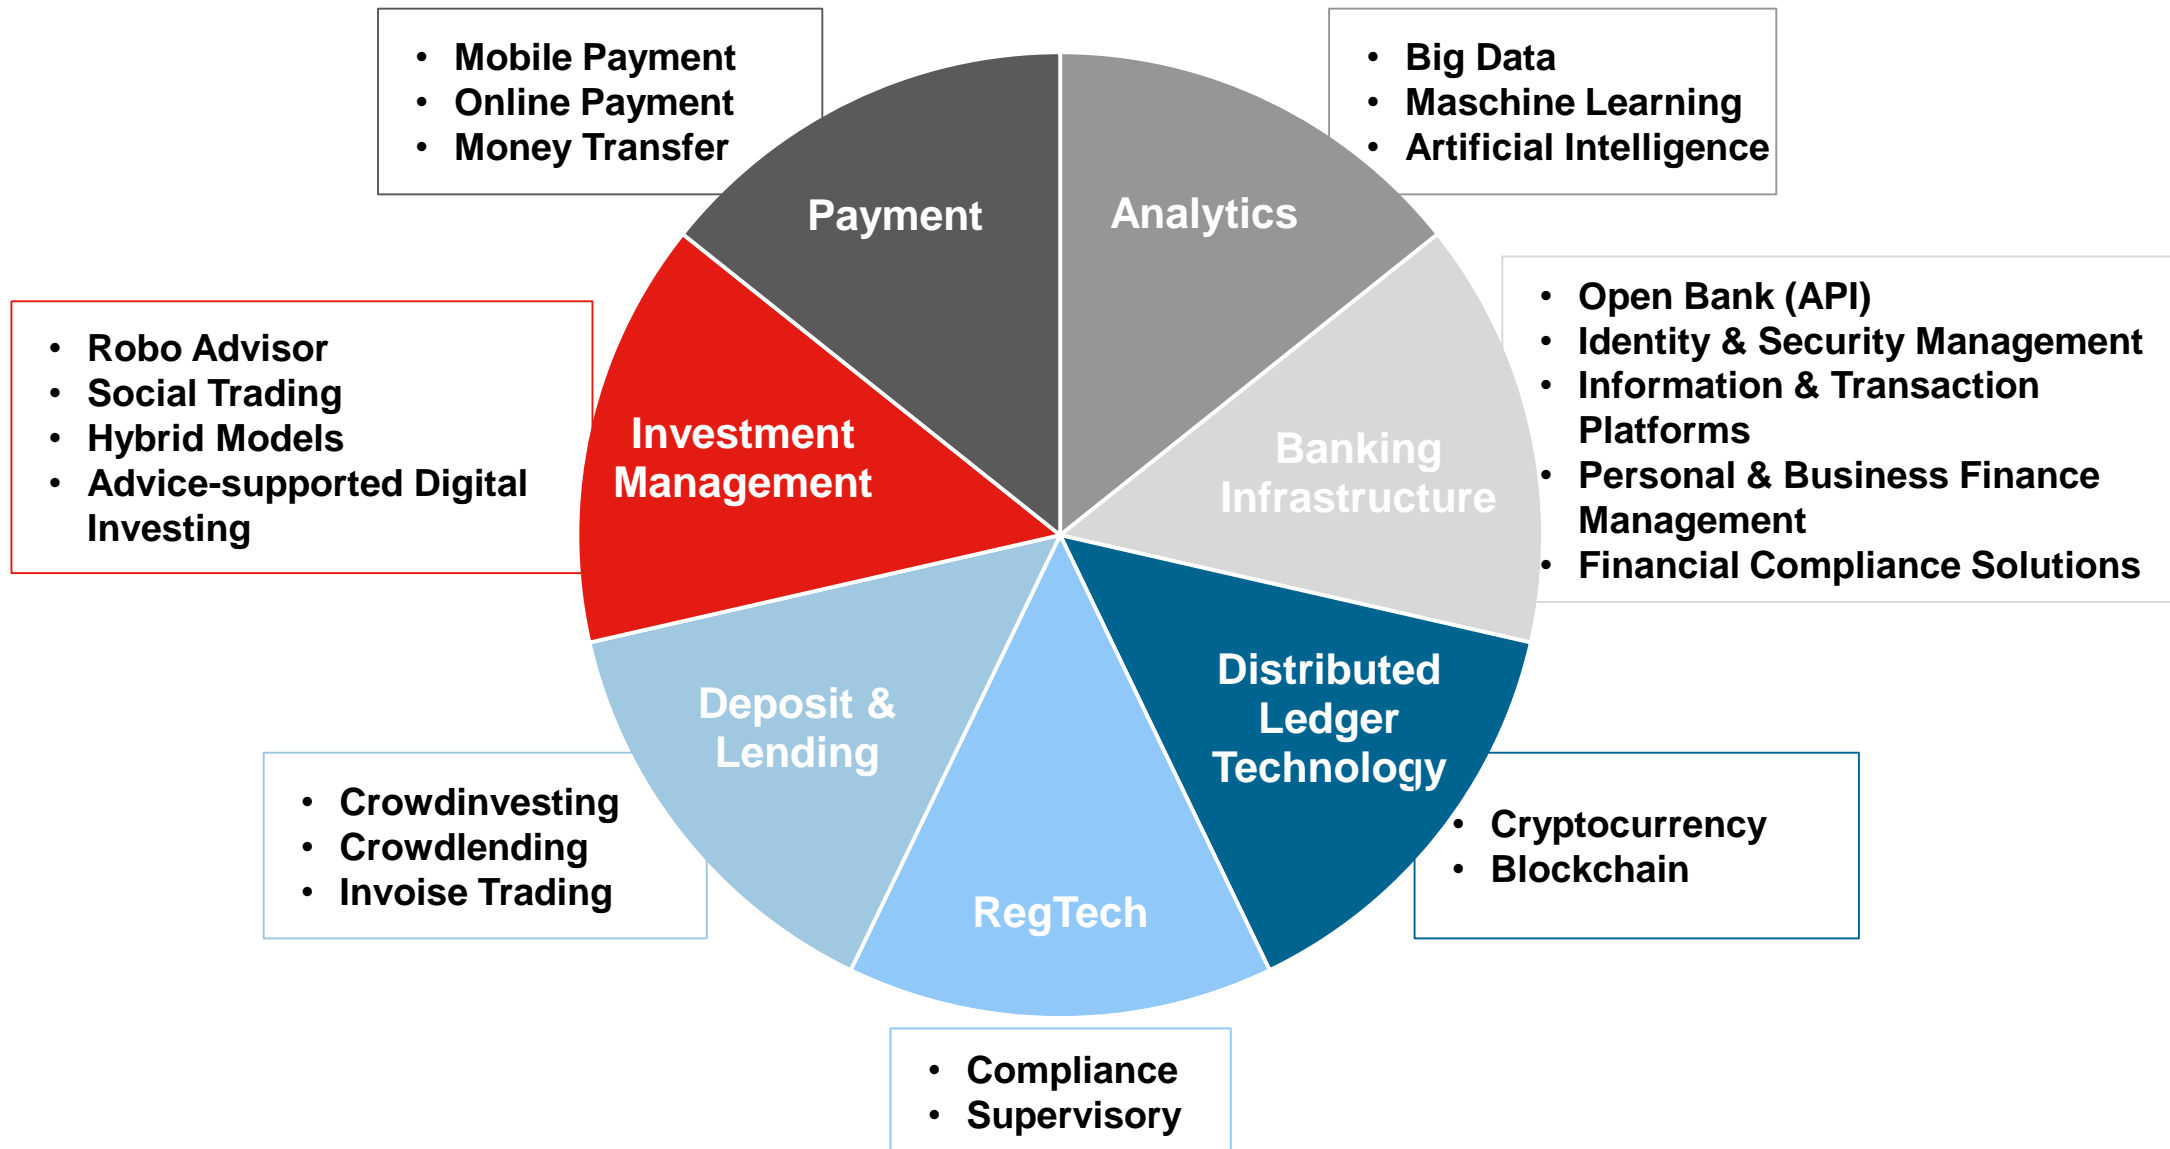 • Mobile Payment
• Online Payment
• Money Transfer
• Big Data
• Maschine Learning
• Artificial Intelligence
Payment
Analytics
• Robo Advisor
• Social Trading
• Hybrid Models
• Advice-supported Digital
Investing
Investment
Management
Banking
Infrastructure
• Open Bank (API)
• Identity & Security Management
• Information & Transaction
Platforms
• Personal & Business Finance
Management
• Financial Compliance Solutions
Deposit &
Lending
Distributed
Ledger
Technology
• Crowdinvesting
• Crowdlending
• Invoise Trading
RegTech
• Cryptocurrency
• Blockchain
• Compliance
• Supervisory